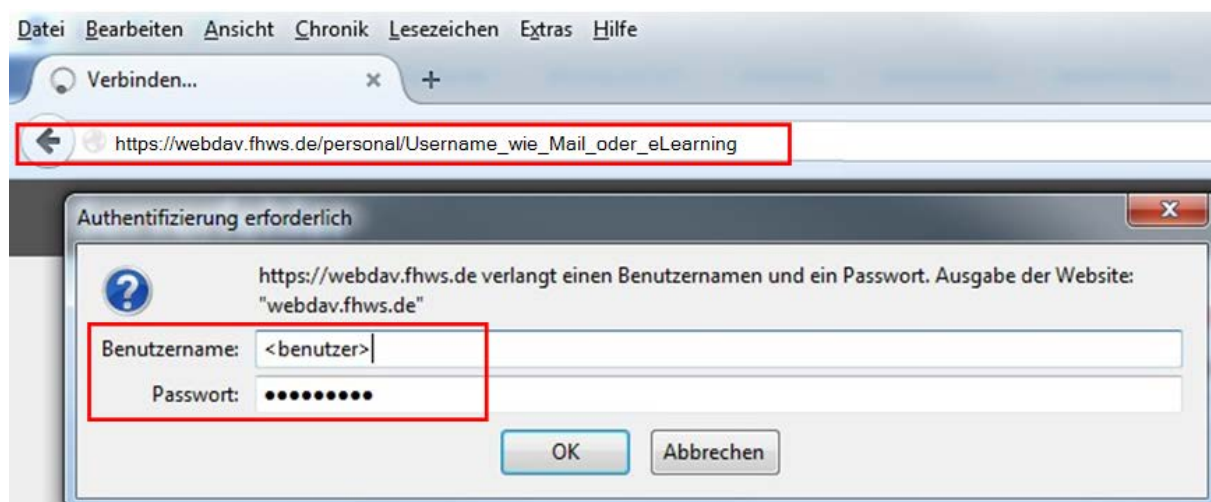 Datei Bearbeiten Ansicht Chronik Lesezeichen Extras Hilfe
Verbinden...
https://webdav.fhws.de/personal/Username_wie_Mail_oder_eLearning
Authentifizierung erforderlich
https://webdav.fhws.de verlangt einen Benutzernamen und ein Passwort. Ausgabe der Website:
"webdav.fhws.de"
Benutzername: <benutzer>
Passwort: ●●●●●●●●●
OK Abbrechen